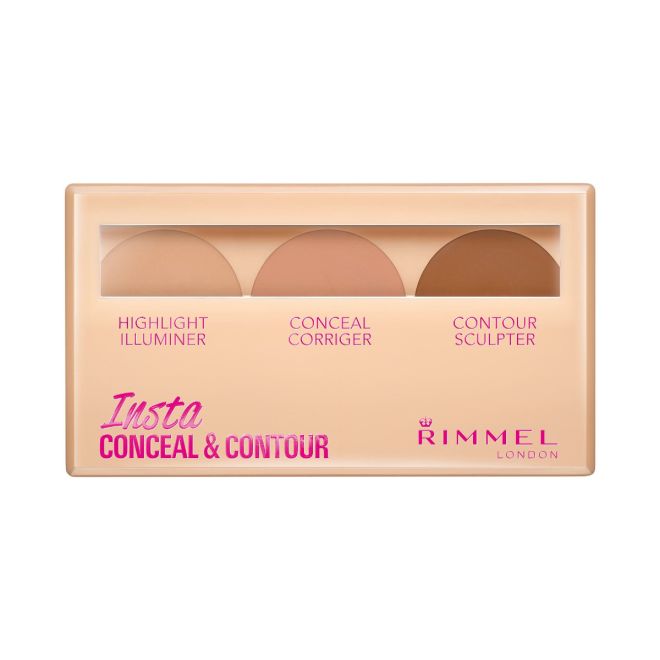 HIGHLIGHT
ILLUMINER
CONCEAL
CORRIGER
CONTOUR
SCULPTER
Insta
CONCEAL & CONTOUR
RIMMEL
LONDON